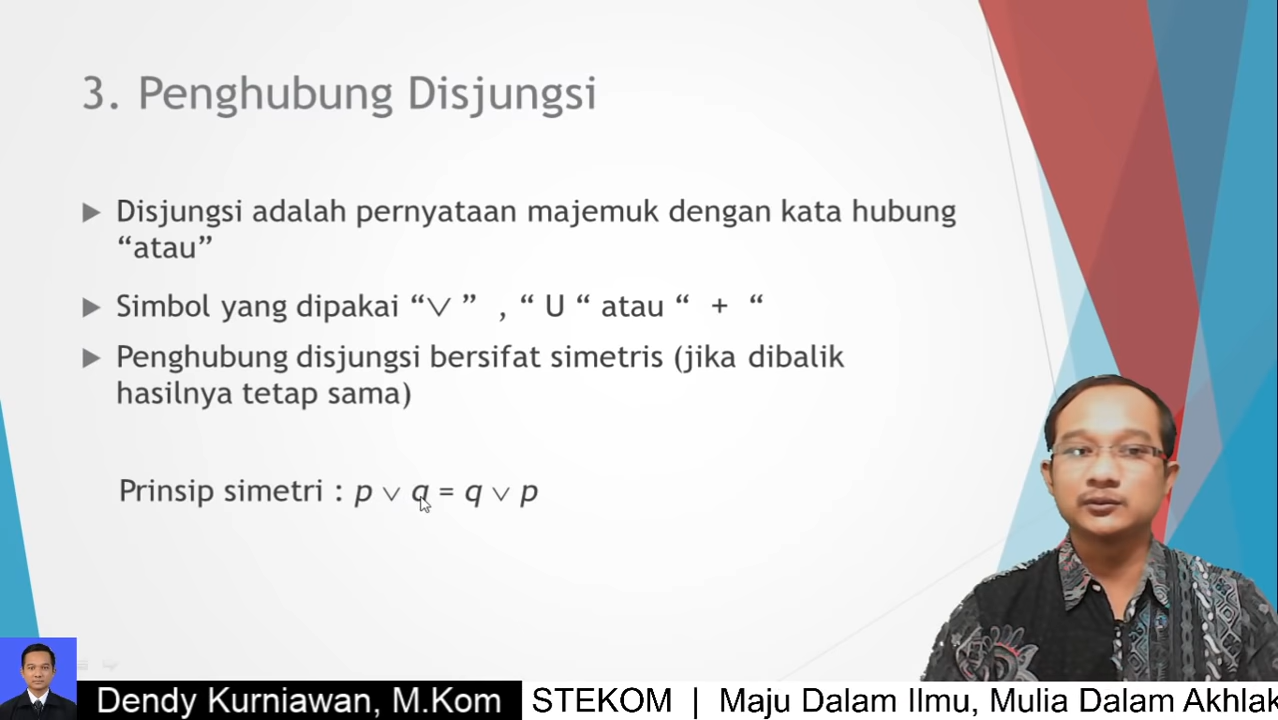 3. Penghubung Disjungsi
Disjungsi adalah pernyataan majemuk dengan kata hubung
“atau”
Simbol yang dipakai “∨ ” , “ U “ atau “ + “
Penghubung disjungsi bersifat simetris (jika dibalik
hasilnya tetap sama)
Prinsip simetri : p ∨ q = q ∨ p
Dendy Kurniawan, M.Kom
STEKOM | Maju Dalam Ilmu, Mulia Dalam Akhlak